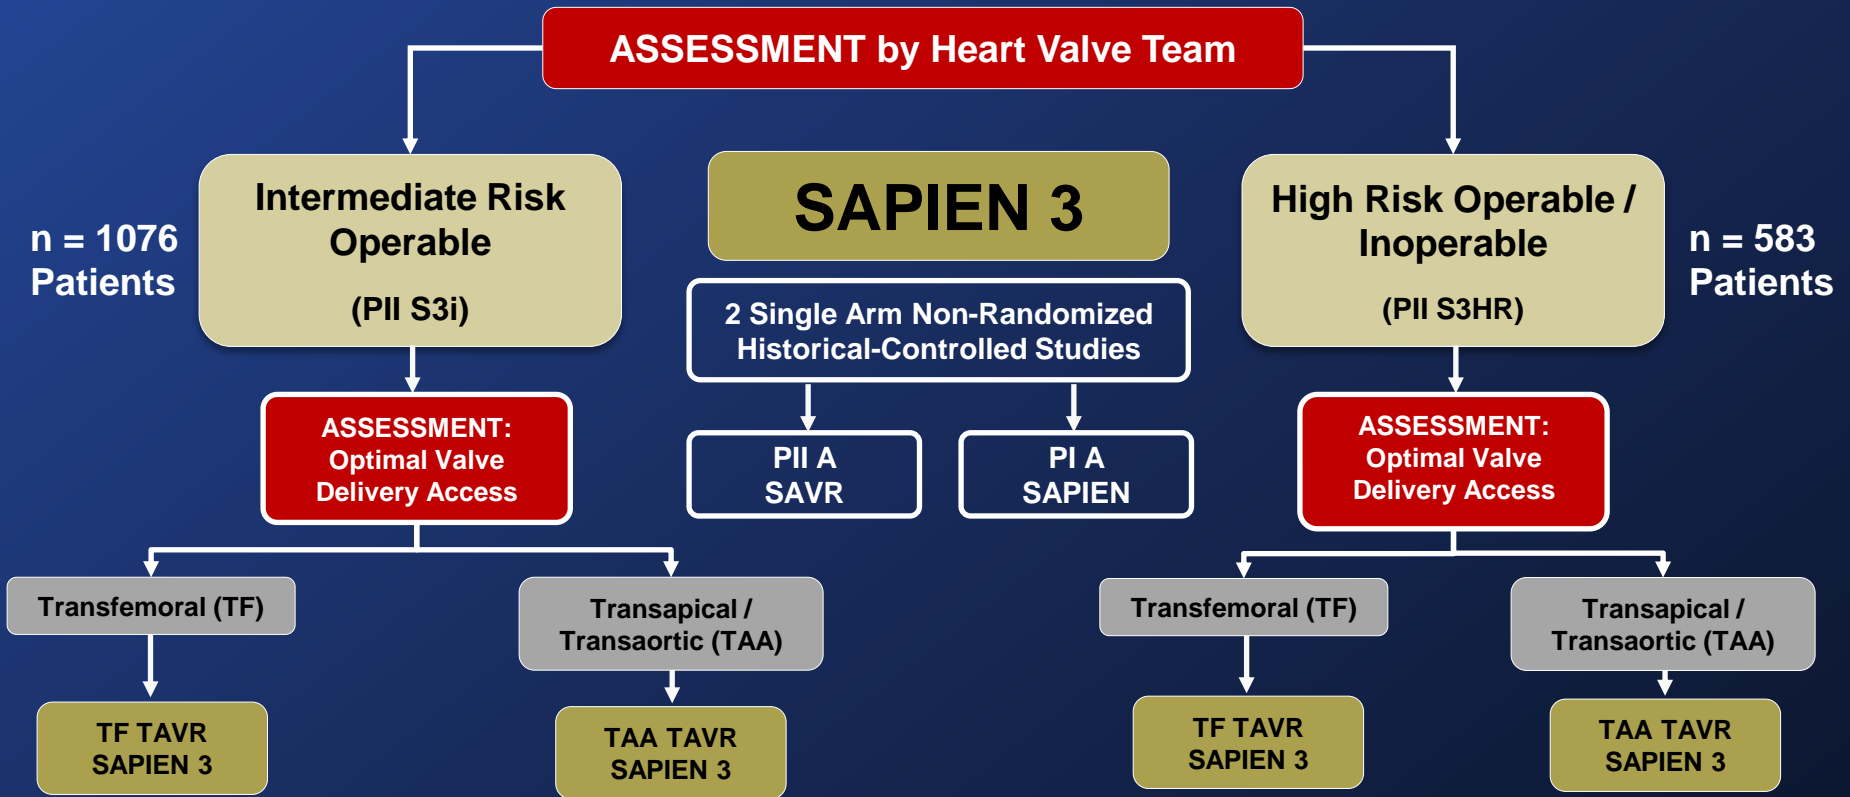 ASSESSMENT by Heart Valve Team
n = 1076
Patients
Intermediate Risk
Operable
(PII S3i)
SAPIEN 3
High Risk Operable /
Inoperable
(PII S3HR)
n = 583
Patients
2 Single Arm Non-Randomized
Historical-Controlled Studies
PII A
SAVR
PI A
SAPIEN
ASSESSMENT:
Optimal Valve
Delivery Access
ASSESSMENT:
Optimal Valve
Delivery Access
Transfemoral (TF)
Transapical /
Transaortic (TAA)
Transfemoral (TF)
Transapical /
Transaortic (TAA)
TF TAVR
SAPIEN 3
TAA TAVR
SAPIEN 3
TF TAVR
SAPIEN 3
TAA TAVR
SAPIEN 3